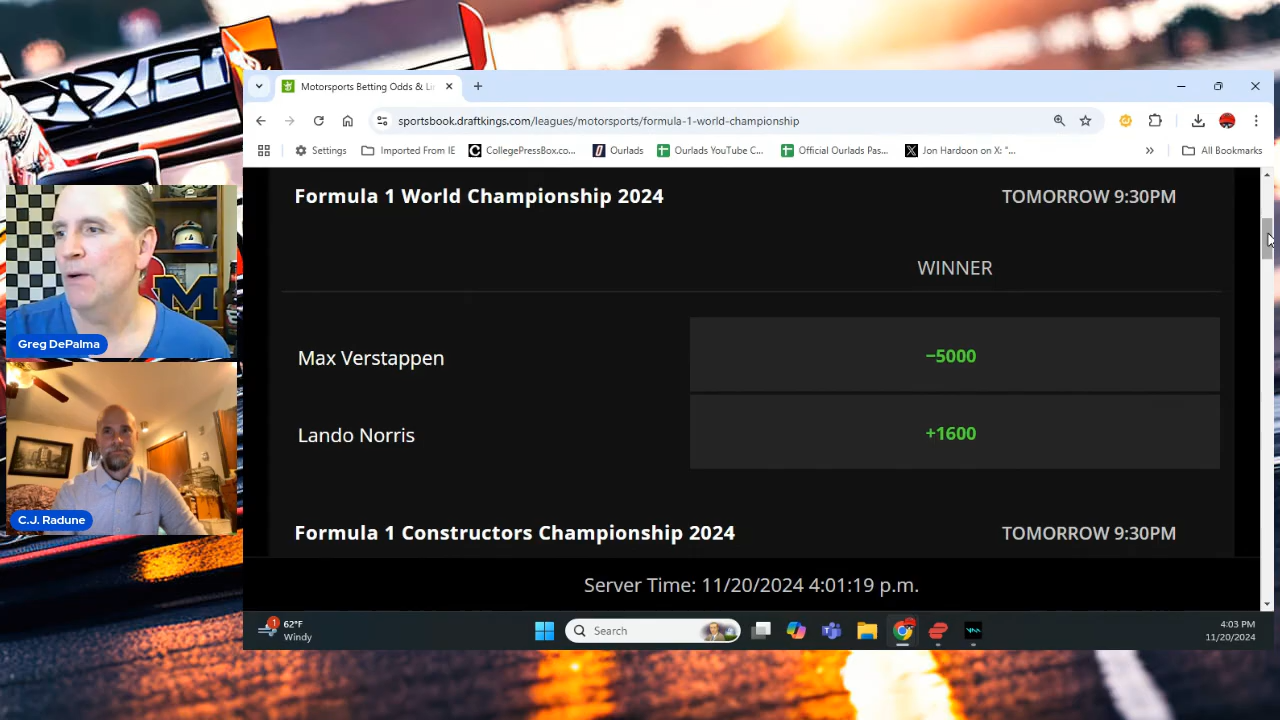 Motorsports Betting Odds & Li
sportsbook.draftkings.com/leagues/motorsports/formula-1-world-championship
Settings
Imported From IE
CollegePressBox.co...
Ourlads
Ourlads YouTube C...
Official Ourlads Pas...
Jon Hardoon on X: "...
All Bookmarks
Formula 1 World Championship 2024 TOMORROW 9:30PM
WINNER
Max Verstappen −5000
Lando Norris +1600
Formula 1 Constructors Championship 2024 TOMORROW 9:30PM
Server Time: 11/20/2024 4:01:19 p.m.
Greg DePalma
C.J. Radune
M
1
62°F
Windy
Search
4:03 PM
11/20/2024